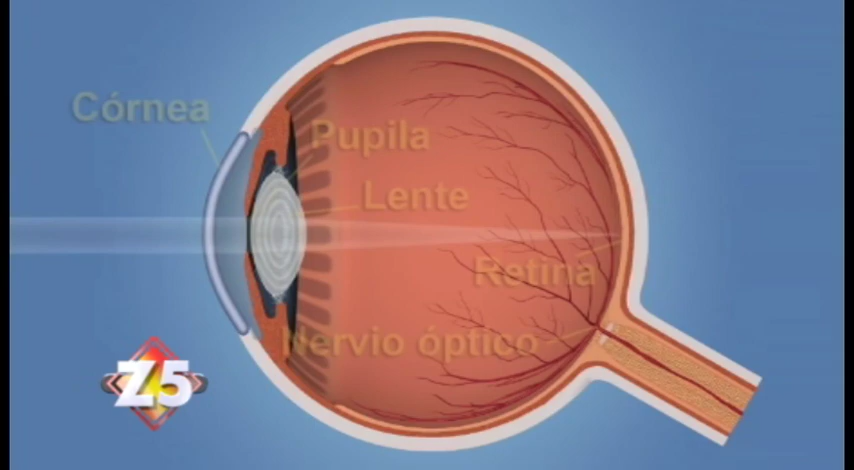 Córnea
Pupila
Lente
Retina
Nervio óptico
Z5